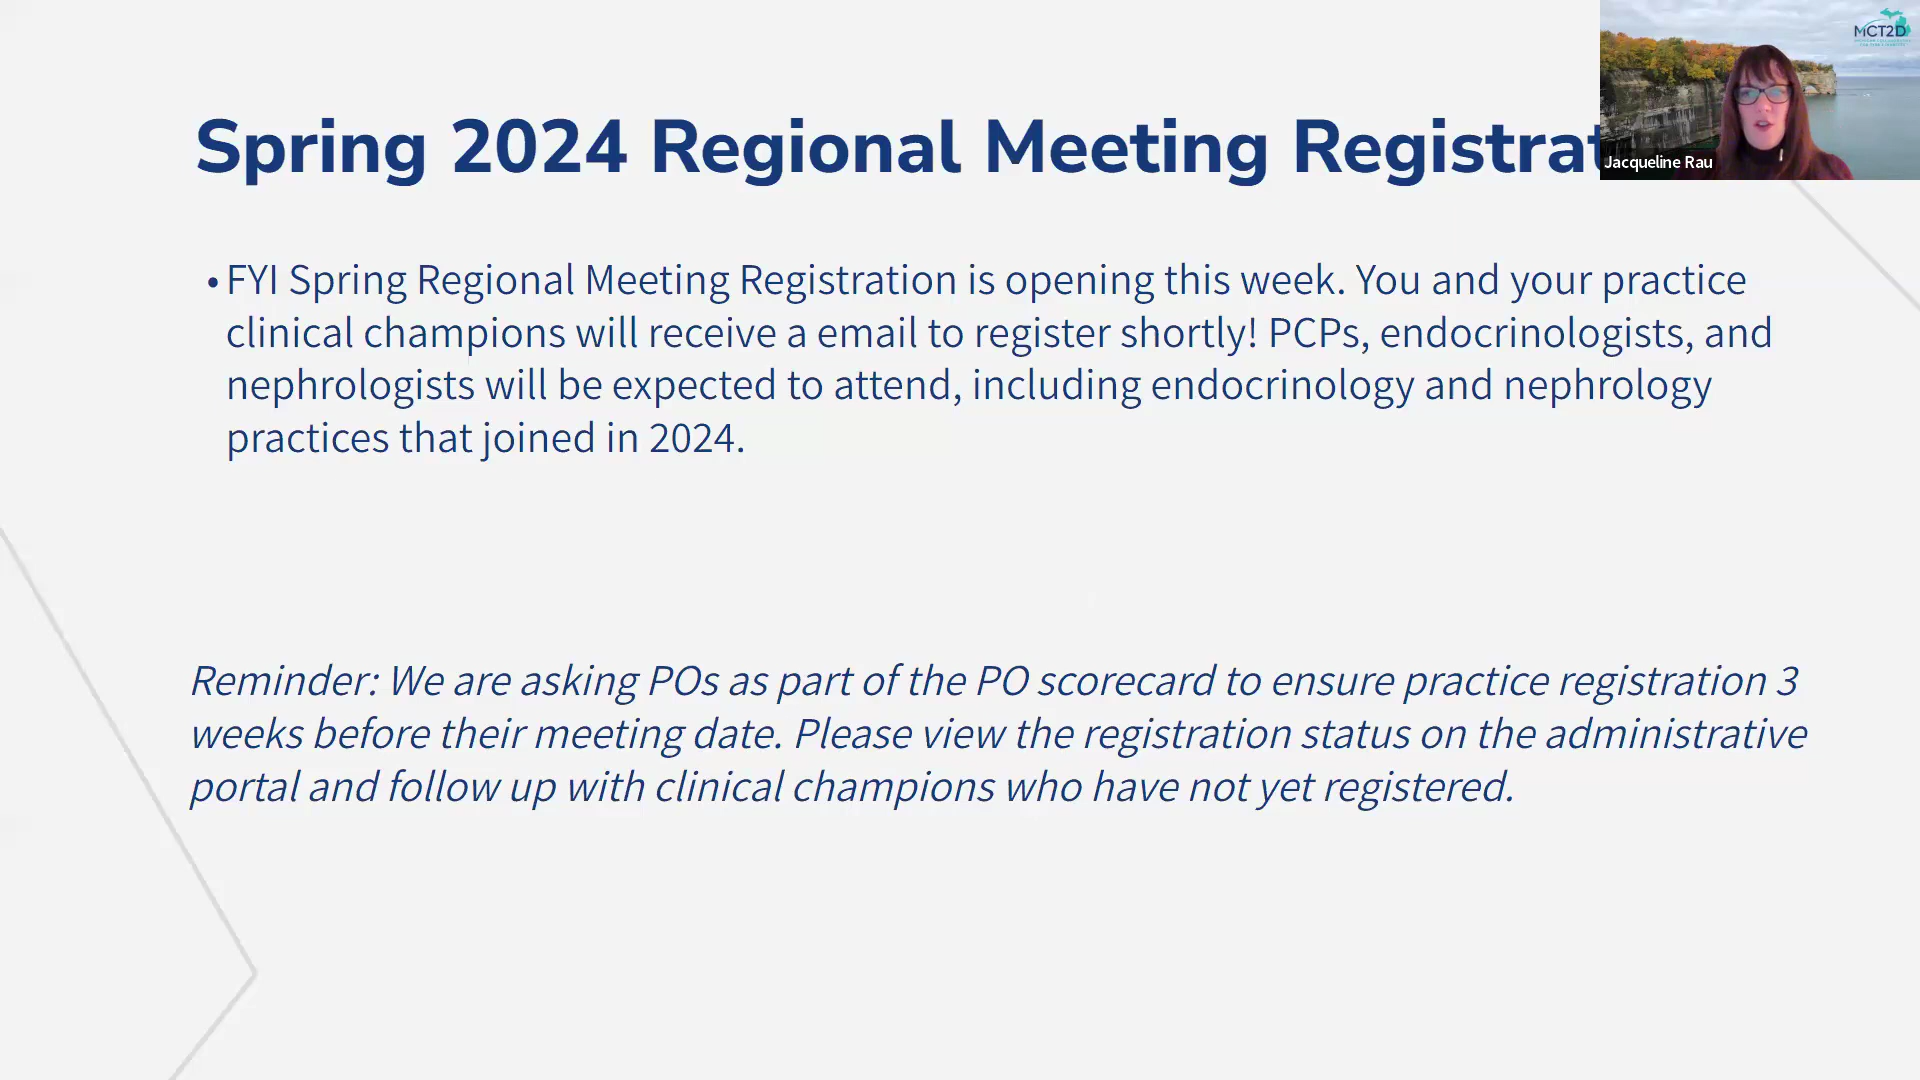 MCT2D
Spring 2024 Regional Meeting Registrat
Jacqueline Rau
• FYI Spring Regional Meeting Registration is opening this week. You and your practice
clinical champions will receive a email to register shortly! PCPs, endocrinologists, and
nephrologists will be expected to attend, including endocrinology and nephrology
practices that joined in 2024.
Reminder: We are asking POs as part of the PO scorecard to ensure practice registration 3
weeks before their meeting date. Please view the registration status on the administrative
portal and follow up with clinical champions who have not yet registered.